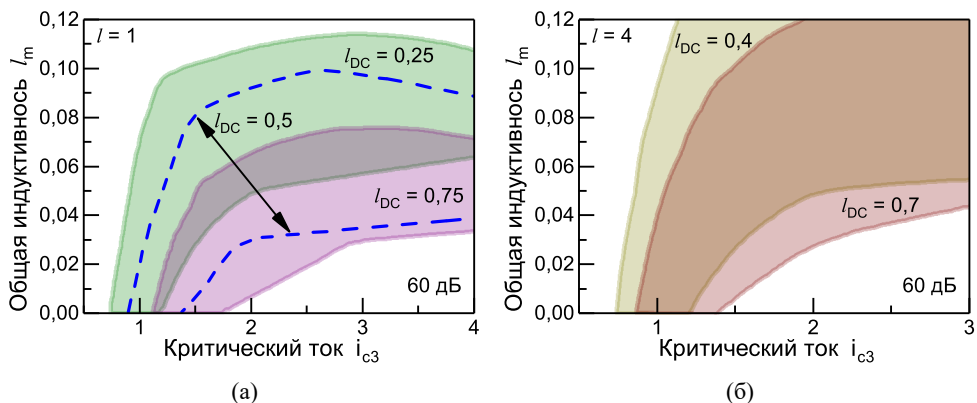 l = 1
l_DC = 0,25
l_DC = 0,5
l_DC = 0,75
60 дБ
Общая индуктивнось l_m
0,12
0,10
0,08
0,06
0,04
0,02
0,00
1 2 3 4
Критический ток i_c3
(а)
l = 4
l_DC = 0,4
l_DC = 0,7
60 дБ
Общая индуктивнось l_m
0,12
0,10
0,08
0,06
0,04
0,02
0,00
1 2 3
Критический ток i_c3
(б)